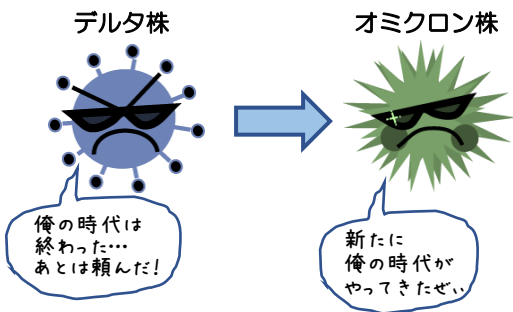 デルタ株
オミクロン株
俺の時代は
終わった…
あとは頼んだ!
新たに
俺の時代が
やってきたぜぃ